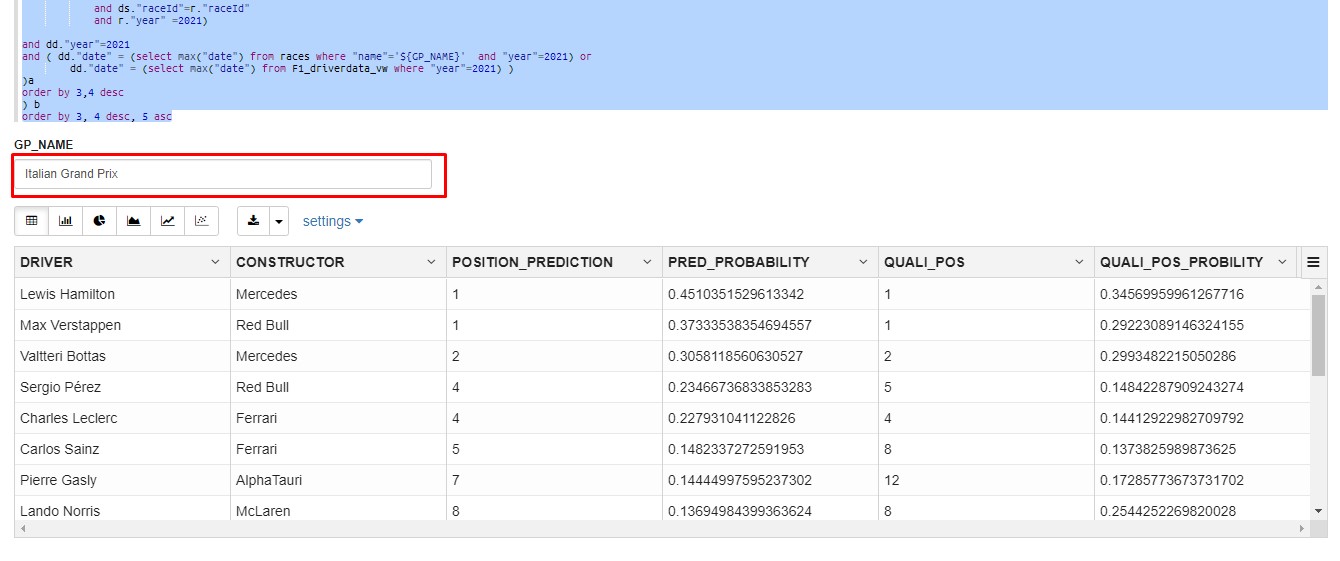 and ds."raceId"=r."raceId"
and r."year" =2021)
and dd."year"=2021
and ( dd."date" = (select max("date") from races where "name"='${GP_NAME}'  and "year"=2021) or
dd."date" = (select max("date") from F1_driverdata_vw where "year"=2021) )
)a
order by 3,4 desc
) b
order by 3, 4 desc, 5 asc
GP_NAME
Italian Grand Prix
settings
DRIVER CONSTRUCTOR POSITION_PREDICTION PRED_PROBABILITY QUALI_POS QUALI_POS_PROBILITY
Lewis Hamilton Mercedes 1 0.4510351529613342 1 0.34569959961267716
Max Verstappen Red Bull 1 0.37333538354694557 1 0.29223089146324155
Valtteri Bottas Mercedes 2 0.3058118560630527 2 0.2993482215050286
Sergio Pérez Red Bull 4 0.23466736833853283 5 0.14842287909243274
Charles Leclerc Ferrari 4 0.227931041122826 4 0.14412922982709792
Carlos Sainz Ferrari 5 0.1482337272591953 8 0.1373825989873625
Pierre Gasly AlphaTauri 7 0.14444997595237302 12 0.17285773673731702
Lando Norris McLaren 8 0.13694984399363624 8 0.2544252269820028